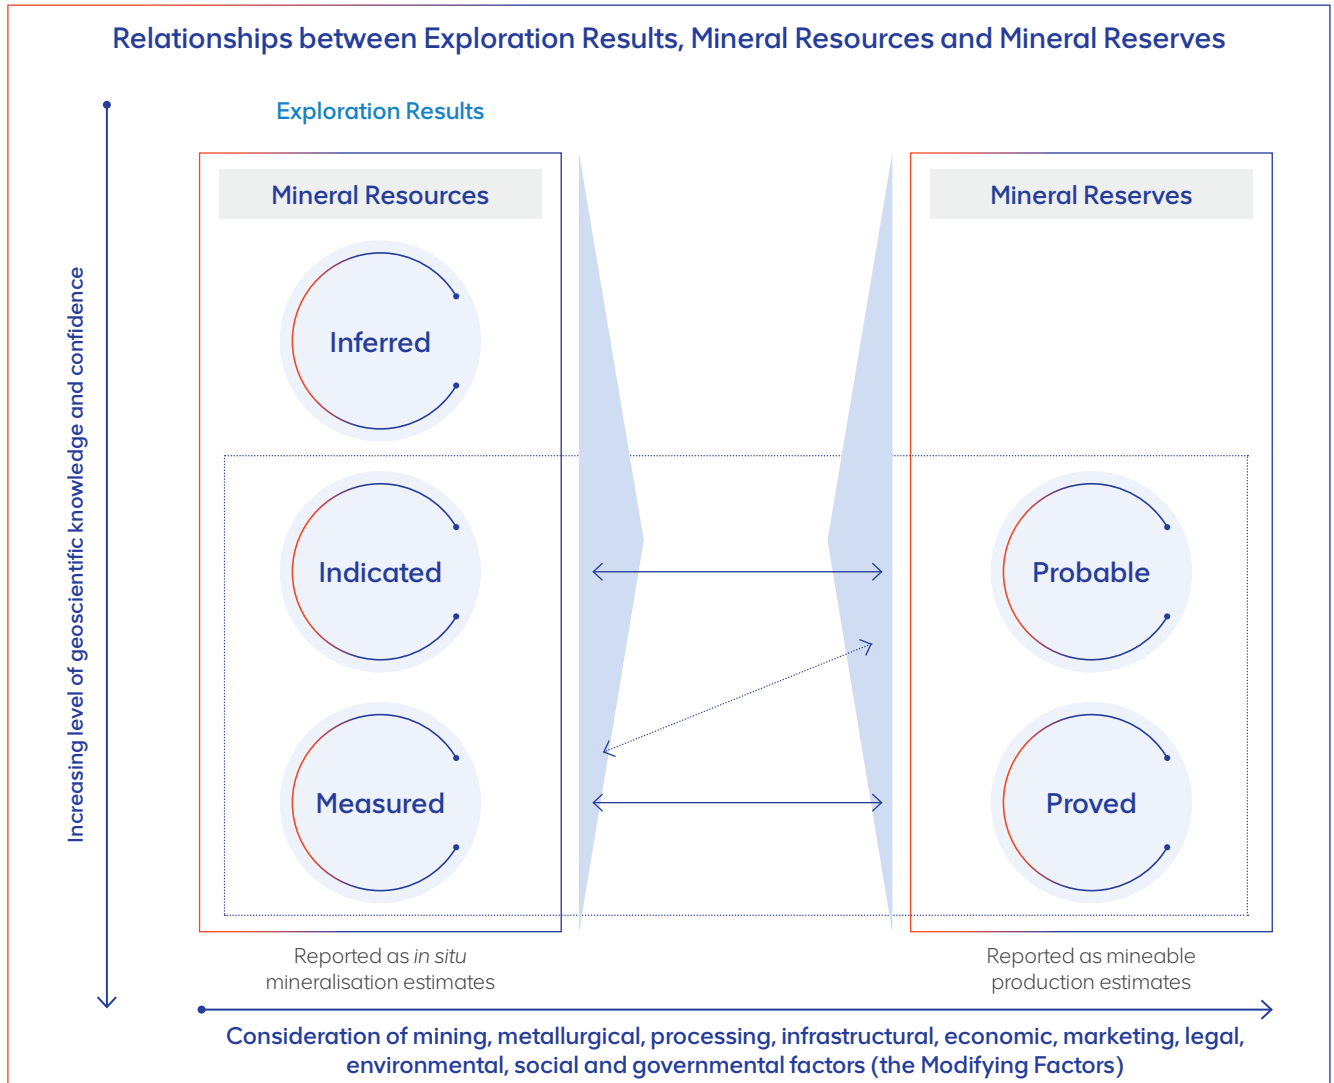 Relationships between Exploration Results, Mineral Resources and Mineral Reserves
Exploration Results
Mineral Resources
Mineral Reserves
Increasing level of geoscientific knowledge and confidence
Inferred
Indicated
Probable
Measured
Proved
Reported as in situ
mineralisation estimates
Reported as mineable
production estimates
Consideration of mining, metallurgical, processing, infrastructural, economic, marketing, legal,
environmental, social and governmental factors (the Modifying Factors)